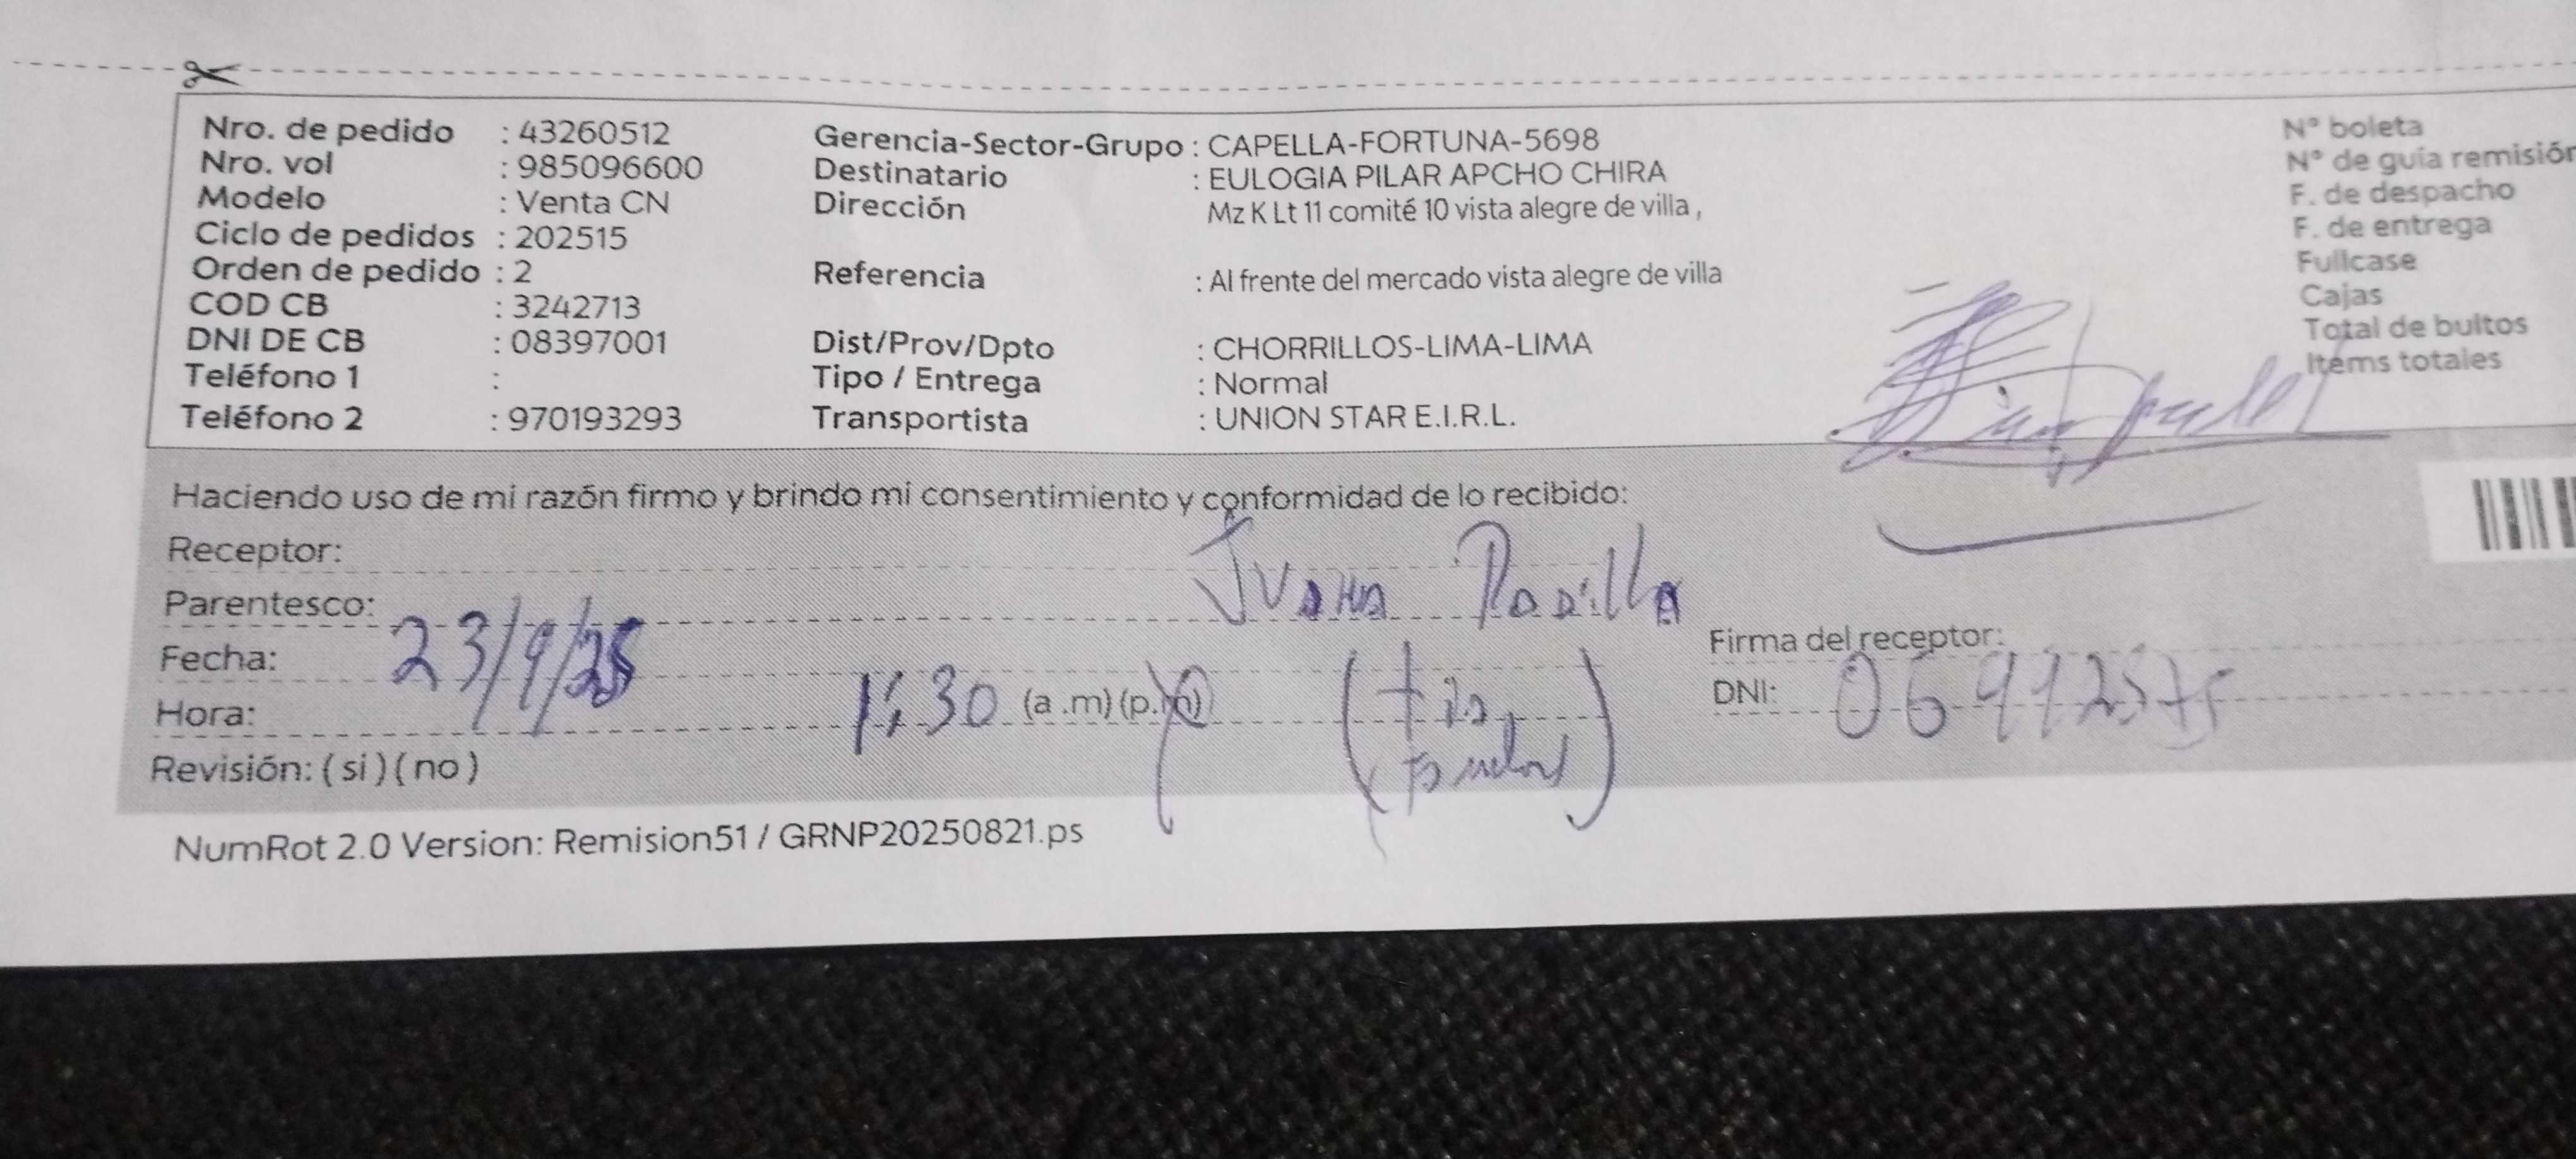 Nro. de pedido : 43260512
Nro. vol : 985096600
Modelo : Venta CN
Ciclo de pedidos : 202515
Orden de pedido : 2
COD CB : 3242713
DNI DE CB : 08397001
Teléfono 1 :
Teléfono 2 : 970193293
Gerencia-Sector-Grupo : CAPELLA-FORTUNA-5698
Destinatario : EULOGIA PILAR APCHO CHIRA
Dirección Mz K Lt 11 comité 10 vista alegre de villa ,
Referencia : Al frente del mercado vista alegre de villa
Dist/Prov/Dpto : CHORRILLOS-LIMA-LIMA
Tipo / Entrega : Normal
Transportista : UNION STAR E.I.R.L.
N° boleta
N° de guía remisión
F. de despacho
F. de entrega
Fullcase
Cajas
Total de bultos
Items totales
Haciendo uso de mi razón firmo y brindo mi consentimiento y conformidad de lo recibido:
Receptor:
Juana Padilla
Parentesco:
Fecha: 23/9/25
Hora: 1:30 (a .m) (p.m)
Revisión: ( si ) ( no )
Firma del receptor:
DNI:
NumRot 2.0 Version: Remision51 / GRNP20250821.ps